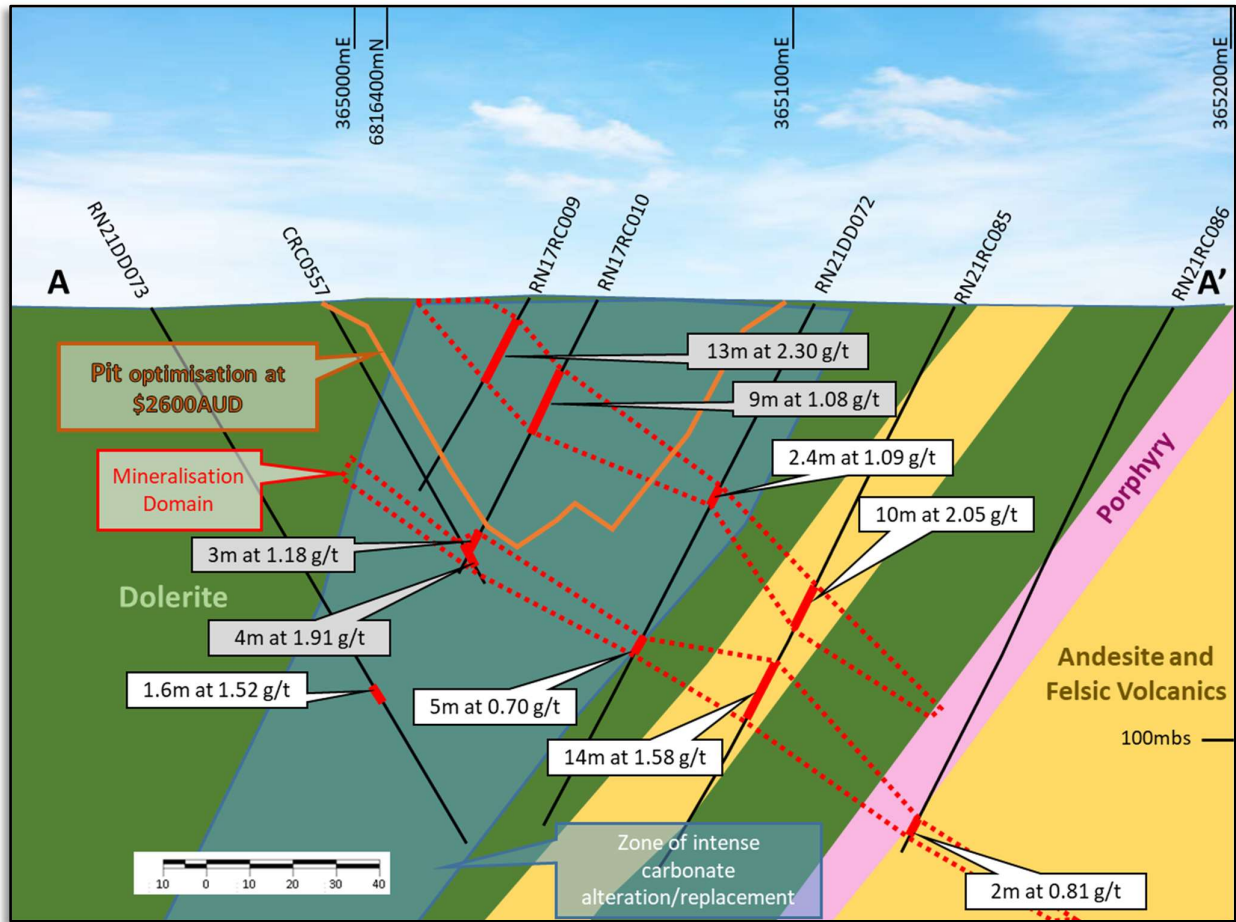 365000mE
6816400mN
365100mE
365200mE
RN21DD073
CRC0557
RN17RC009
RN17RC010
RN21DD072
RN21RC085
RN21RC086
A
A'
Pit optimisation at
$2600AUD
13m at 2.30 g/t
9m at 1.08 g/t
Mineralisation
Domain
2.4m at 1.09 g/t
10m at 2.05 g/t
Porphyry
3m at 1.18 g/t
Dolerite
4m at 1.91 g/t
1.6m at 1.52 g/t
5m at 0.70 g/t
14m at 1.58 g/t
Andesite and
Felsic Volcanics
100mbs
Zone of intense
carbonate
alteration/replacement
2m at 0.81 g/t
10 0 10 20 30 40